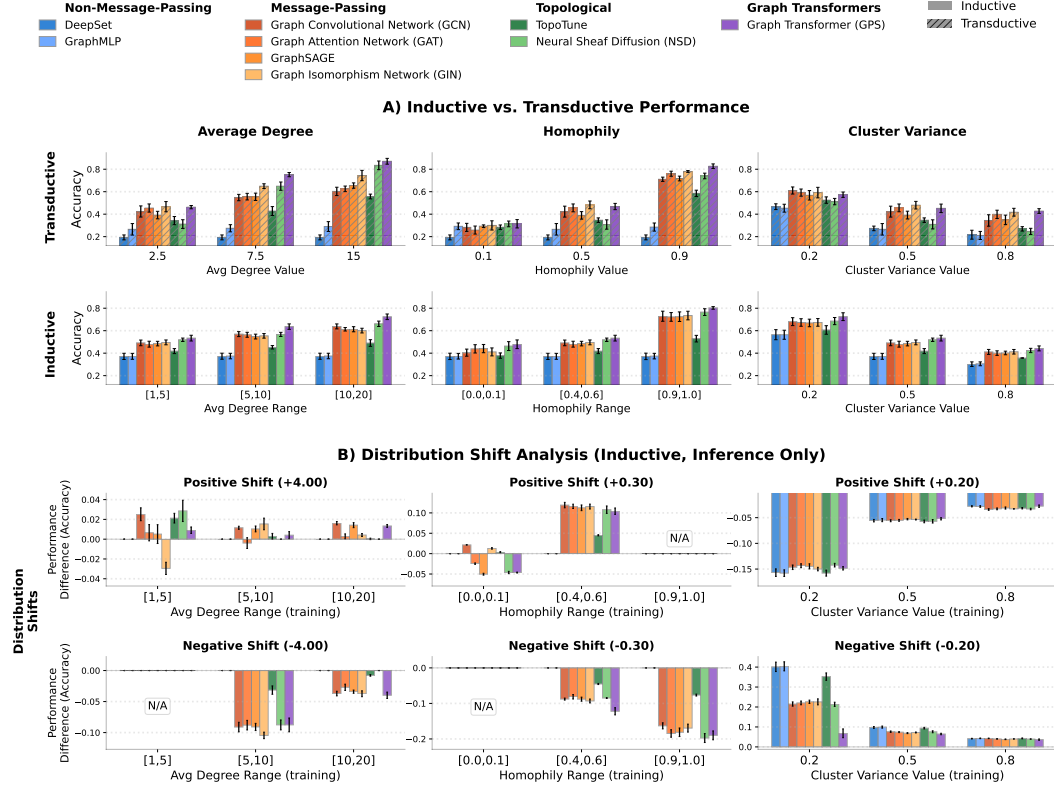 Non-Message-Passing
DeepSet
GraphMLP
Message-Passing
Graph Convolutional Network (GCN)
Graph Attention Network (GAT)
GraphSAGE
Graph Isomorphism Network (GIN)
Topological
TopoTune
Neural Sheaf Diffusion (NSD)
Graph Transformers
Graph Transformer (GPS)
Inductive
Transductive
A) Inductive vs. Transductive Performance
Average Degree
Homophily
Cluster Variance
Transductive
Accuracy
0.8
0.6
0.4
0.2
2.5 7.5 15
Avg Degree Value
0.1 0.5 0.9
Homophily Value
0.2 0.5 0.8
Cluster Variance Value
Inductive
Accuracy
0.8
0.6
0.4
0.2
[1,5] [5,10] [10,20]
Avg Degree Range
[0.0,0.1] [0.4,0.6] [0.9,1.0]
Homophily Range
0.2 0.5 0.8
Cluster Variance Value
B) Distribution Shift Analysis (Inductive, Inference Only)
Distribution
Shifts
Positive Shift (+4.00)
Performance
Difference (Accuracy)
0.04
0.02
0.00
−0.02
−0.04
[1,5] [5,10] [10,20]
Avg Degree Range (training)
Positive Shift (+0.30)
0.10
0.05
0.00
−0.05
N/A
[0.0,0.1] [0.4,0.6] [0.9,1.0]
Homophily Range (training)
Positive Shift (+0.20)
−0.05
−0.10
−0.15
0.2 0.5 0.8
Cluster Variance Value (training)
Negative Shift (-4.00)
Performance
Difference (Accuracy)
0.00
−0.05
−0.10
N/A
[1,5] [5,10] [10,20]
Avg Degree Range (training)
Negative Shift (-0.30)
0.0
−0.1
−0.2
N/A
[0.0,0.1] [0.4,0.6] [0.9,1.0]
Homophily Range (training)
Negative Shift (-0.20)
0.4
0.3
0.2
0.1
0.0
0.2 0.5 0.8
Cluster Variance Value (training)